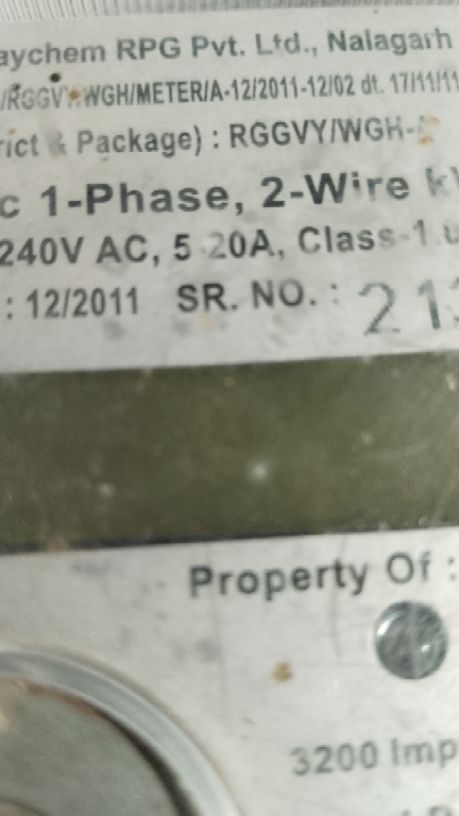 aychem RPG Pvt. Ltd., Nalagarh
/RGGVY/WGH/METER/A-12/2011-12/02 dt. 17/11/11
rict & Package) : RGGVY/WGH-
c 1-Phase, 2-Wire k
240V AC, 5-20A, Class-1.
: 12/2011 SR. NO. : 21
Property Of :
3200 Imp